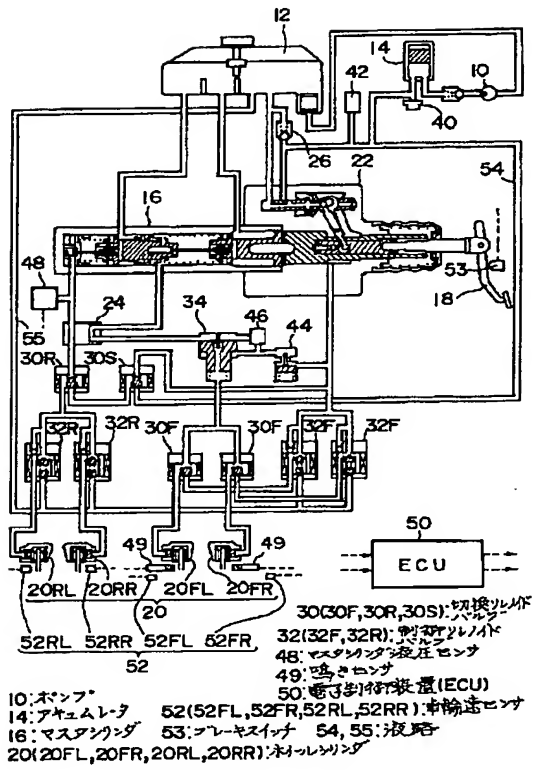 12
14
10
42
40
26
22
54
16
53
18
48
24
34
46
44
55
30R
30S
32R
32R
30F
30F
32F
32F
49
49
50
ECU
20RL
20RR
20FL
20FR
20
52RL
52RR
52FL
52FR
52
30(30F,30R,30S):切換ソレノイドバルブ
32(32F,32R):制御ソレノイドバルブ
48:マスタシリンダ液圧センサ
49:鳴きセンサ
50:電子制御装置(ECU)
10:ポンプ
14:アキュムレータ 52(52FL,52FR,52RL,52RR):車輪速センサ
16:マスタシリンダ 53:ブレーキスイッチ 54,55:液路
20(20FL,20FR,20RL,20RR):ホイールシリンダ